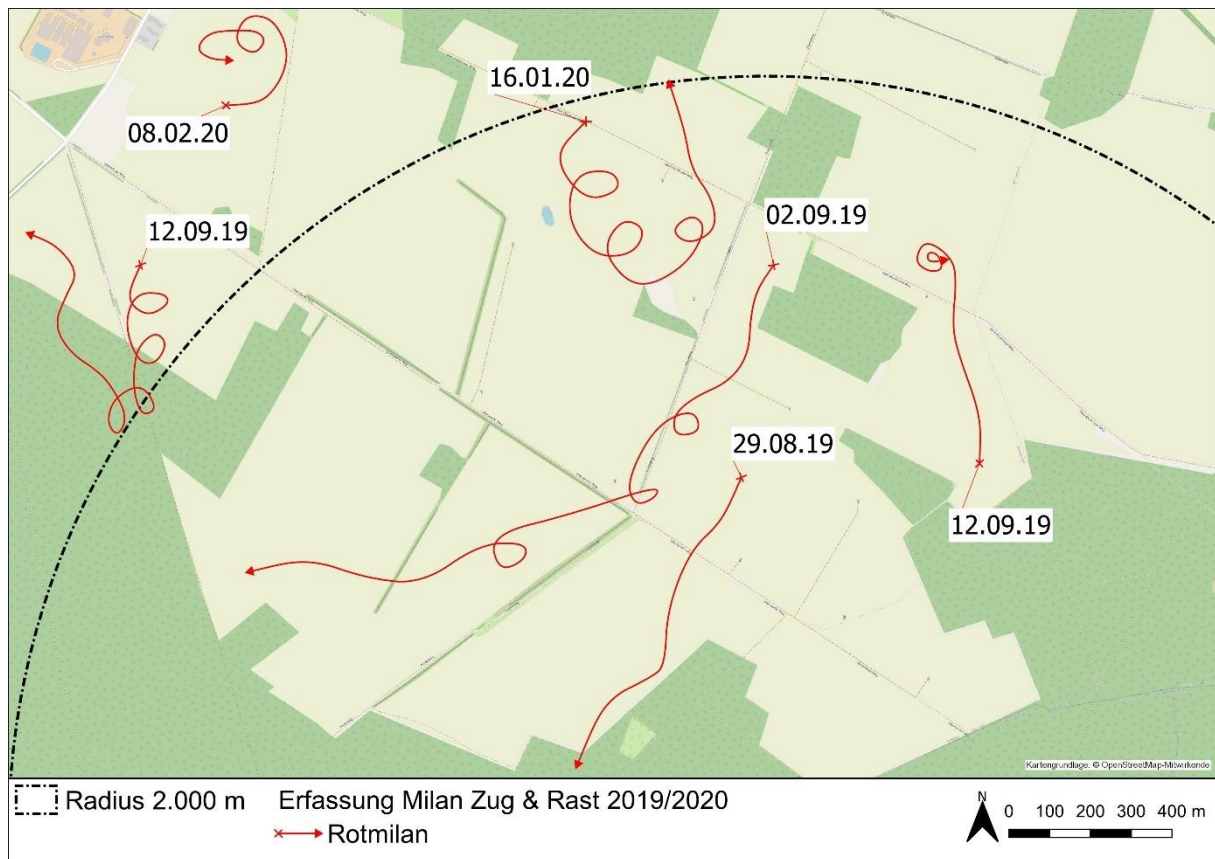 16.01.20
08.02.20
12.09.19
02.09.19
29.08.19
12.09.19
Kartengrundlage: © OpenStreetMap-Mitwirkende
Radius 2.000 m
Erfassung Milan Zug & Rast 2019/2020
Rotmilan
N
0 100 200 300 400 m